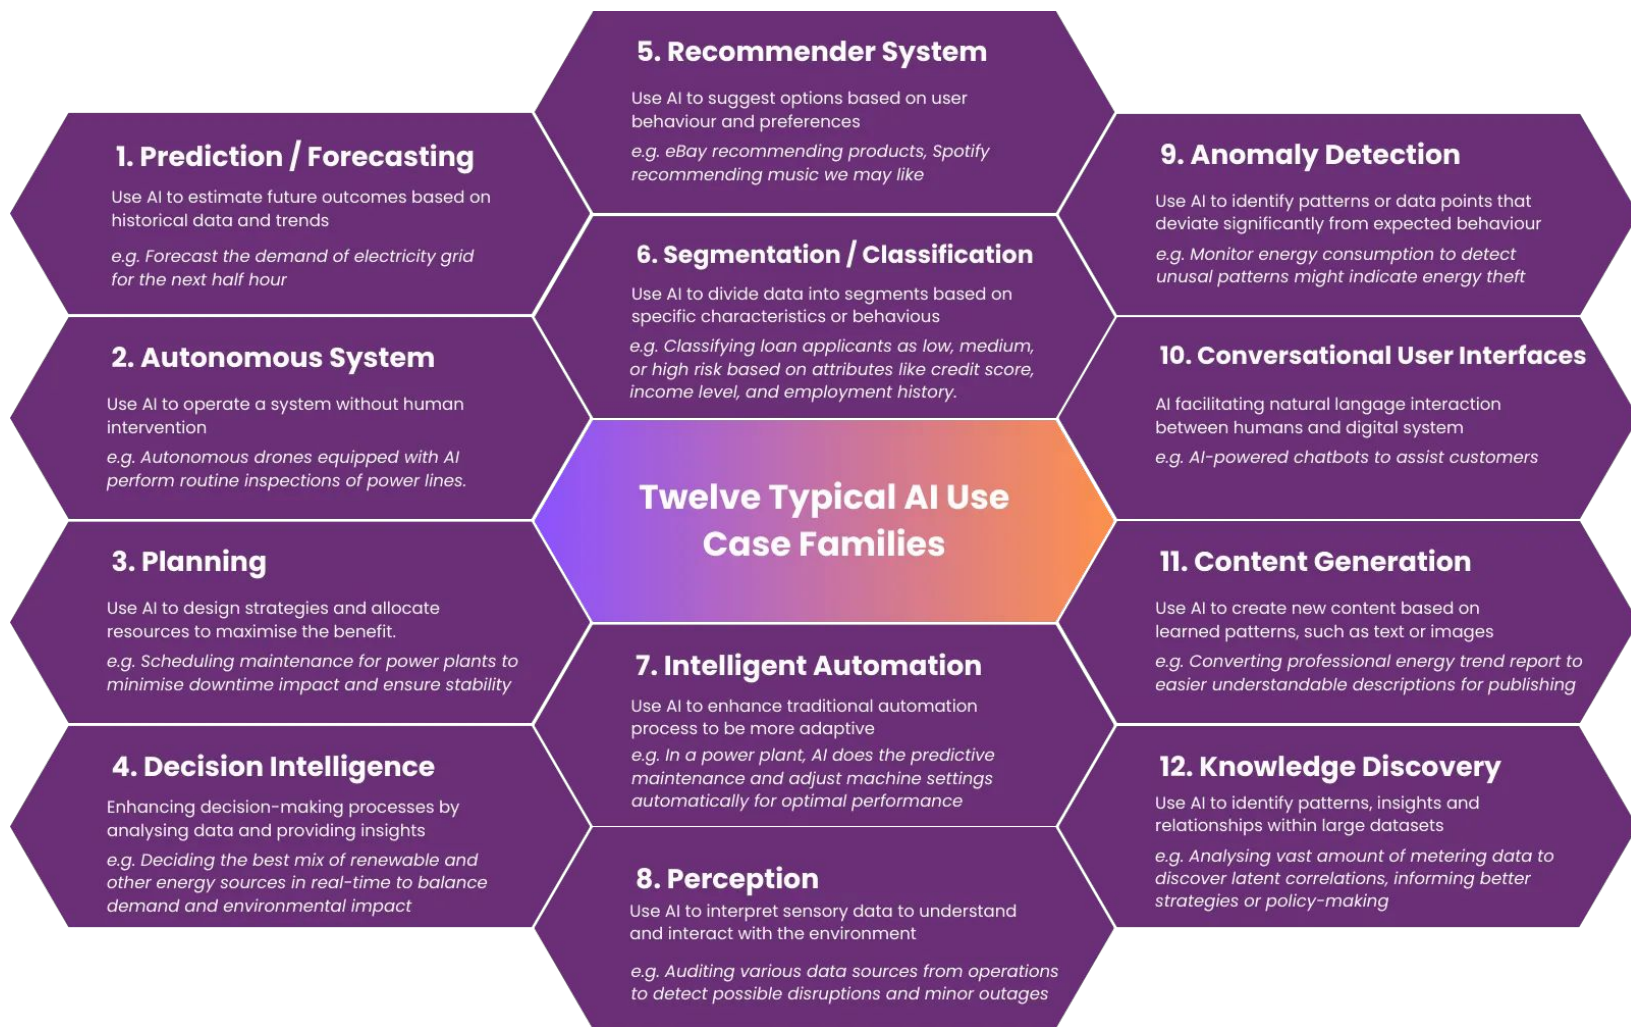 1. Prediction / Forecasting
Use AI to estimate future outcomes based on
historical data and trends
e.g. Forecast the demand of electricity grid
for the next half hour
2. Autonomous System
Use AI to operate a system without human
intervention
e.g. Autonomous drones equipped with AI
perform routine inspections of power lines.
3. Planning
Use AI to design strategies and allocate
resources to maximise the benefit.
e.g. Scheduling maintenance for power plants to
minimise downtime impact and ensure stability
4. Decision Intelligence
Enhancing decision-making processes by
analysing data and providing insights
e.g. Deciding the best mix of renewable and
other energy sources in real-time to balance
demand and environmental impact
5. Recommender System
Use AI to suggest options based on user
behaviour and preferences
e.g. eBay recommending products, Spotify
recommending music we may like
6. Segmentation / Classification
Use AI to divide data into segments based on
specific characteristics or behavious
e.g. Classifying loan applicants as low, medium,
or high risk based on attributes like credit score,
income level, and employment history.
Twelve Typical AI Use
Case Families
7. Intelligent Automation
Use AI to enhance traditional automation
process to be more adaptive
e.g. In a power plant, AI does the predictive
maintenance and adjust machine settings
automatically for optimal performance
8. Perception
Use AI to interpret sensory data to understand
and interact with the environment
e.g. Auditing various data sources from operations
to detect possible disruptions and minor outages
9. Anomaly Detection
Use AI to identify patterns or data points that
deviate significantly from expected behaviour
e.g. Monitor energy consumption to detect
unusal patterns might indicate energy theft
10. Conversational User Interfaces
AI facilitating natural langage interaction
between humans and digital system
e.g. AI-powered chatbots to assist customers
11. Content Generation
Use AI to create new content based on
learned patterns, such as text or images
e.g. Converting professional energy trend report to
easier understandable descriptions for publishing
12. Knowledge Discovery
Use AI to identify patterns, insights and
relationships within large datasets
e.g. Analysing vast amount of metering data to
discover latent correlations, informing better
strategies or policy-making